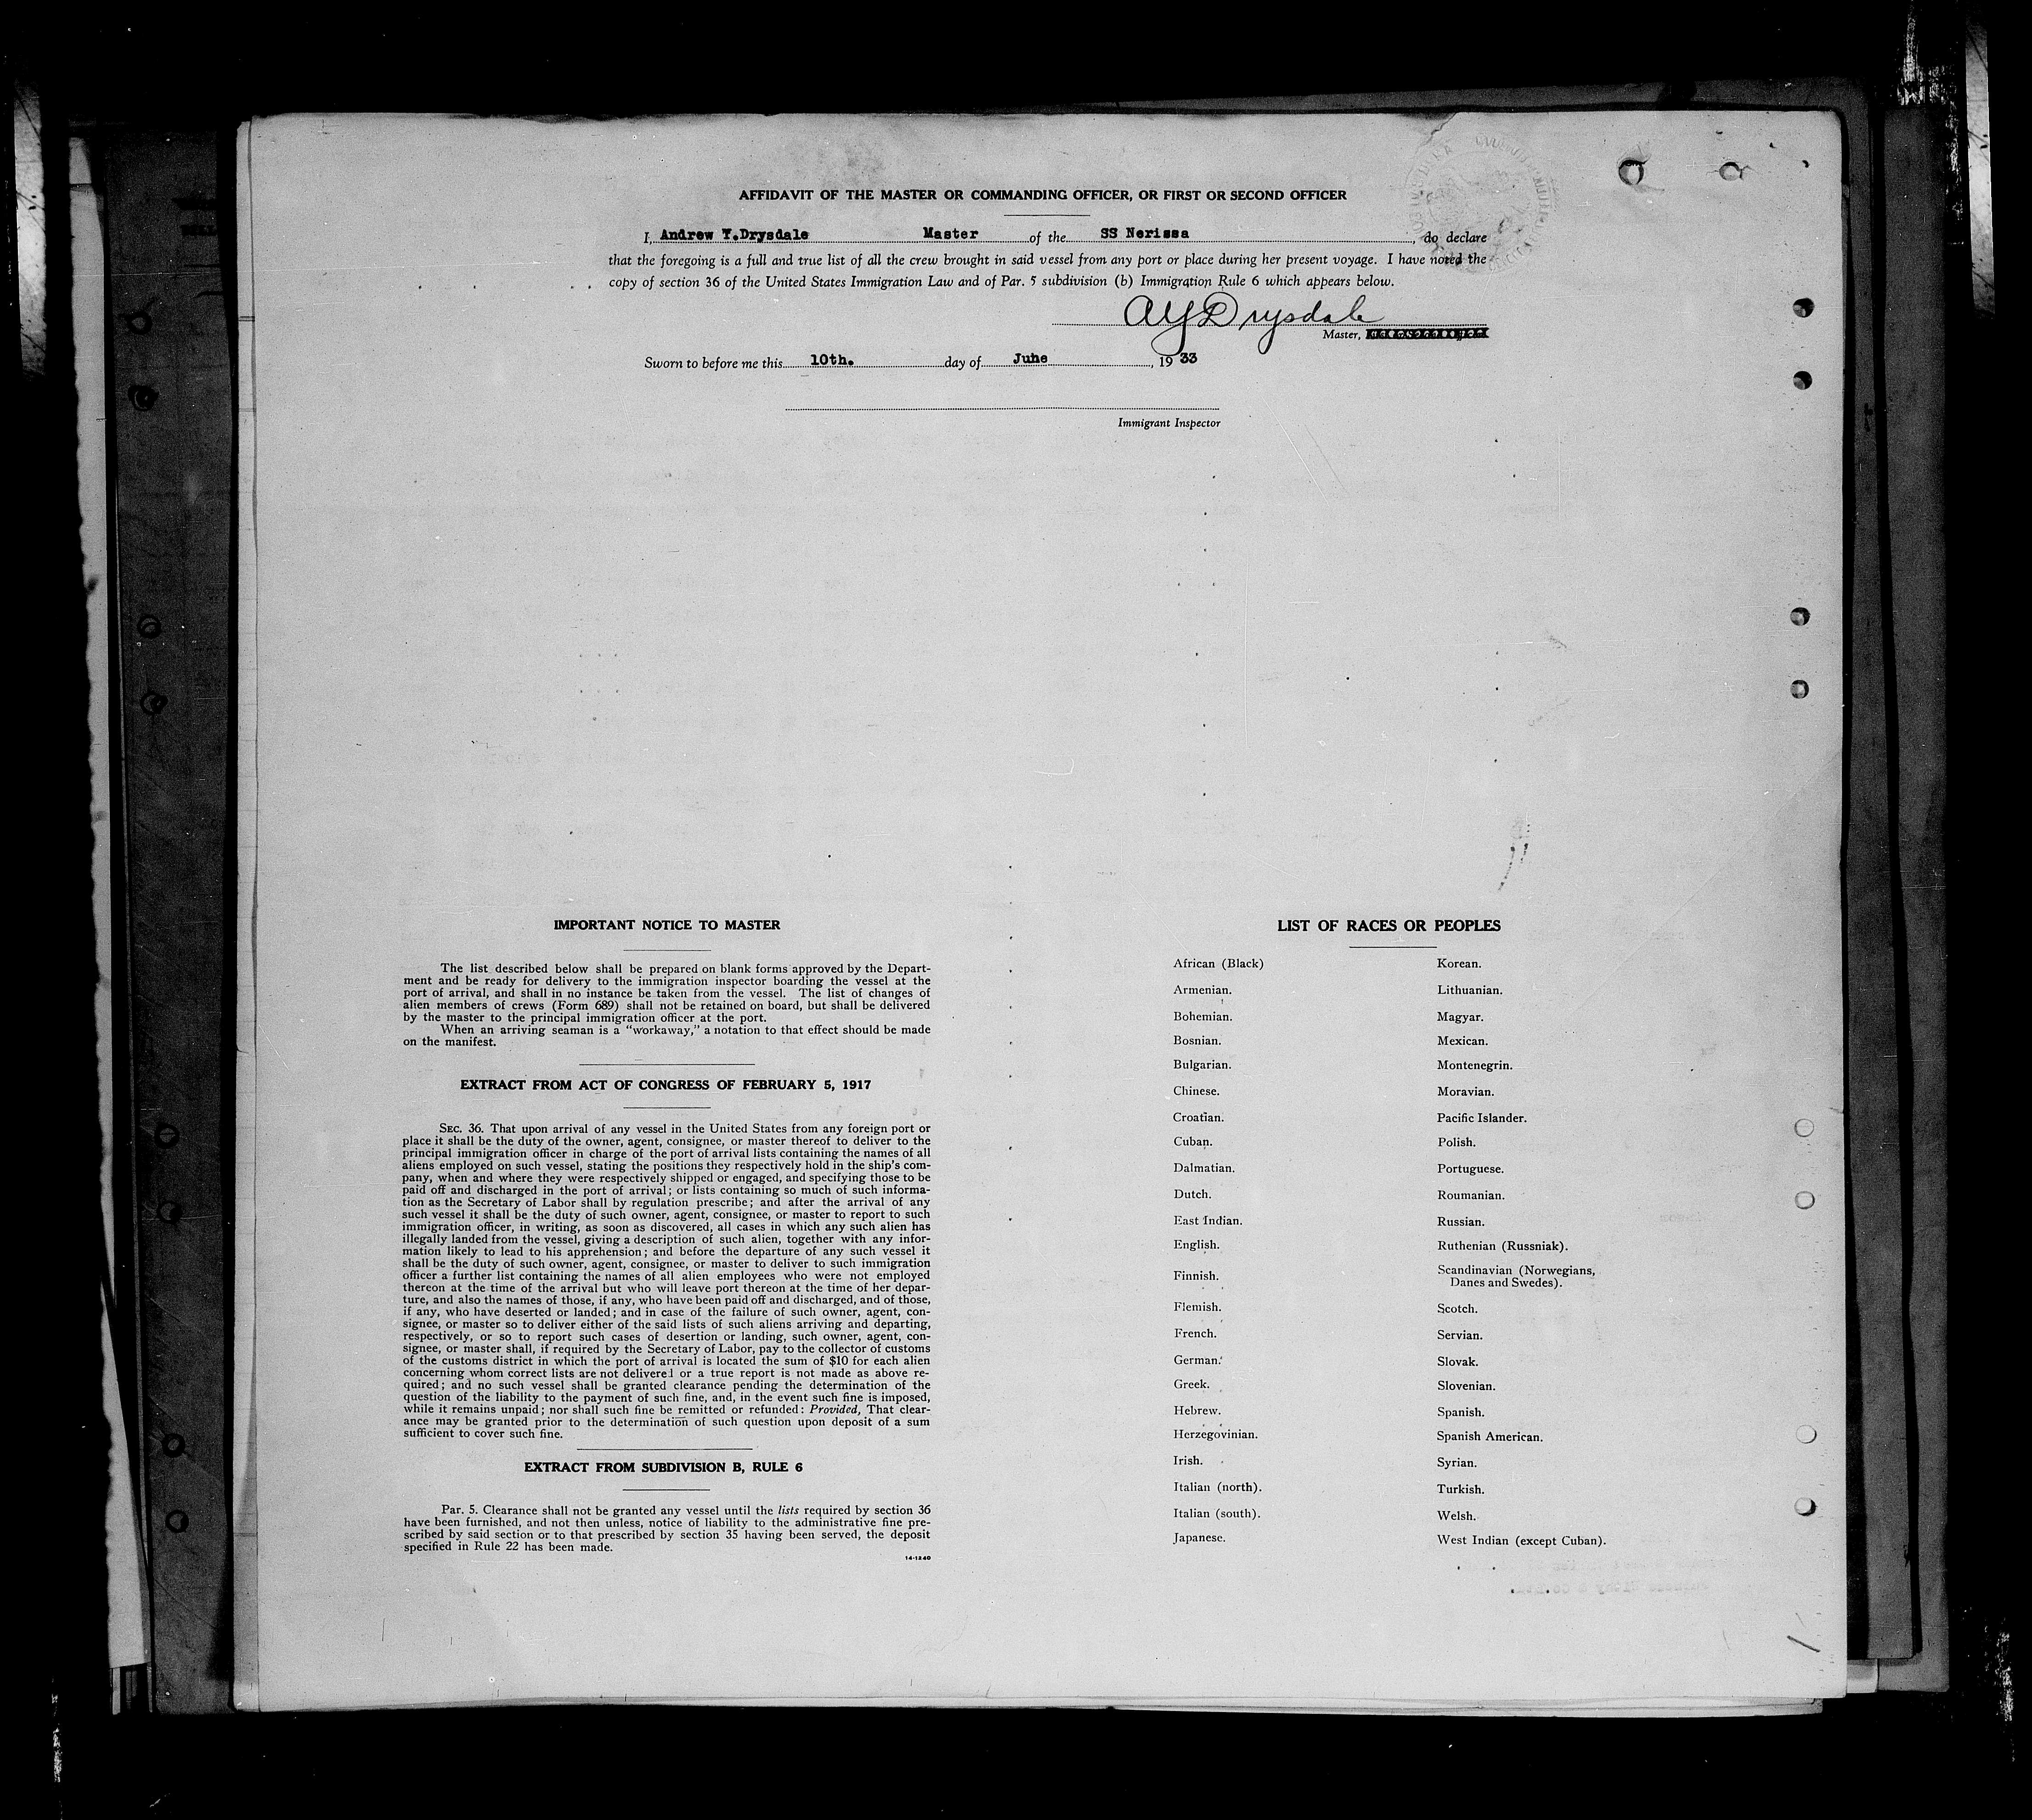 AFFIDAVIT OF THE MASTER OR COMMANDING OFFICER, OR FIRST OR SECOND OFFICER
I, Andrew Y.Drysdale Master of the SS Nerissa, do declare
that the foregoing is a full and true list of all the crew brought in said vessel from any port or place during her present voyage. I have noted the
copy of section 36 of the United States Immigration Law and of Par. 5 subdivision (b) Immigration Rule 6 which appears below.
AYDrysdale
Master,
Sworn to before me this 10th. day of June, 19 33
Immigrant Inspector
IMPORTANT NOTICE TO MASTER
The list described below shall be prepared on blank forms approved by the Depart-
ment and be ready for delivery to the immigration inspector boarding the vessel at the
port of arrival, and shall in no instance be taken from the vessel. The list of changes of
alien members of crews (Form 689) shall not be retained on board, but shall be delivered
by the master to the principal immigration officer at the port.
When an arriving seaman is a "workaway," a notation to that effect should be made
on the manifest.
EXTRACT FROM ACT OF CONGRESS OF FEBRUARY 5, 1917
SEC. 36. That upon arrival of any vessel in the United States from any foreign port or
place it shall be the duty of the owner, agent, consignee, or master thereof to deliver to the
principal immigration officer in charge of the port of arrival lists containing the names of all
aliens employed on such vessel, stating the positions they respectively hold in the ship's com-
pany, when and where they were respectively shipped or engaged, and specifying those to be
paid off and discharged in the port of arrival; or lists containing so much of such informa-
tion as the Secretary of Labor shall by regulation prescribe; and after the arrival of any
such vessel it shall be the duty of such owner, agent, consignee, or master to report to such
immigration officer, in writing, as soon as discovered, all cases in which any such alien has
illegally landed from the vessel, giving a description of such alien, together with any infor-
mation likely to lead to his apprehension; and before the departure of any such vessel it
shall be the duty of such owner, agent, consignee, or master to deliver to such immigration
officer a further list containing the names of all alien employees who were not employed
thereon at the time of the arrival but who will leave port thereon at the time of her depar-
ture, and also the names of those, if any, who have been paid off and discharged, and of those,
if any, who have deserted or landed; and in case of the failure of such owner, agent, con-
signee, or master so to deliver either of the said lists of such aliens arriving and departing,
respectively, or so to report such cases of desertion or landing, such owner, agent, con-
signee, or master shall, if required by the Secretary of Labor, pay to the collector of customs
of the customs district in which the port of arrival is located the sum of $10 for each alien
concerning whom correct lists are not delivered or a true report is not made as above re-
quired; and no such vessel shall be granted clearance pending the determination of the
question of the liability to the payment of such fine, and, in the event such fine is imposed,
while it remains unpaid; nor shall such fine be remitted or refunded: Provided, That clear-
ance may be granted prior to the determination of such question upon deposit of a sum
sufficient to cover such fine.
EXTRACT FROM SUBDIVISION B, RULE 6
Par. 5. Clearance shall not be granted any vessel until the lists required by section 36
have been furnished, and not then unless, notice of liability to the administrative fine pre-
scribed by said section or to that prescribed by section 35 having been served, the deposit
specified in Rule 22 has been made.
14-1240
LIST OF RACES OR PEOPLES
African (Black)
Armenian.
Bohemian.
Bosnian.
Bulgarian.
Chinese.
Croatian.
Cuban.
Dalmatian.
Dutch.
East Indian.
English.
Finnish.
Flemish.
French.
German.
Greek.
Hebrew.
Herzegovinian.
Irish.
Italian (north).
Italian (south).
Japanese.
Korean.
Lithuanian.
Magyar.
Mexican.
Montenegrin.
Moravian.
Pacific Islander.
Polish.
Portuguese.
Roumanian.
Russian.
Ruthenian (Russniak).
Scandinavian (Norwegians,
Danes and Swedes).
Scotch.
Servian.
Slovak.
Slovenian.
Spanish.
Spanish American.
Syrian.
Turkish.
Welsh.
West Indian (except Cuban).